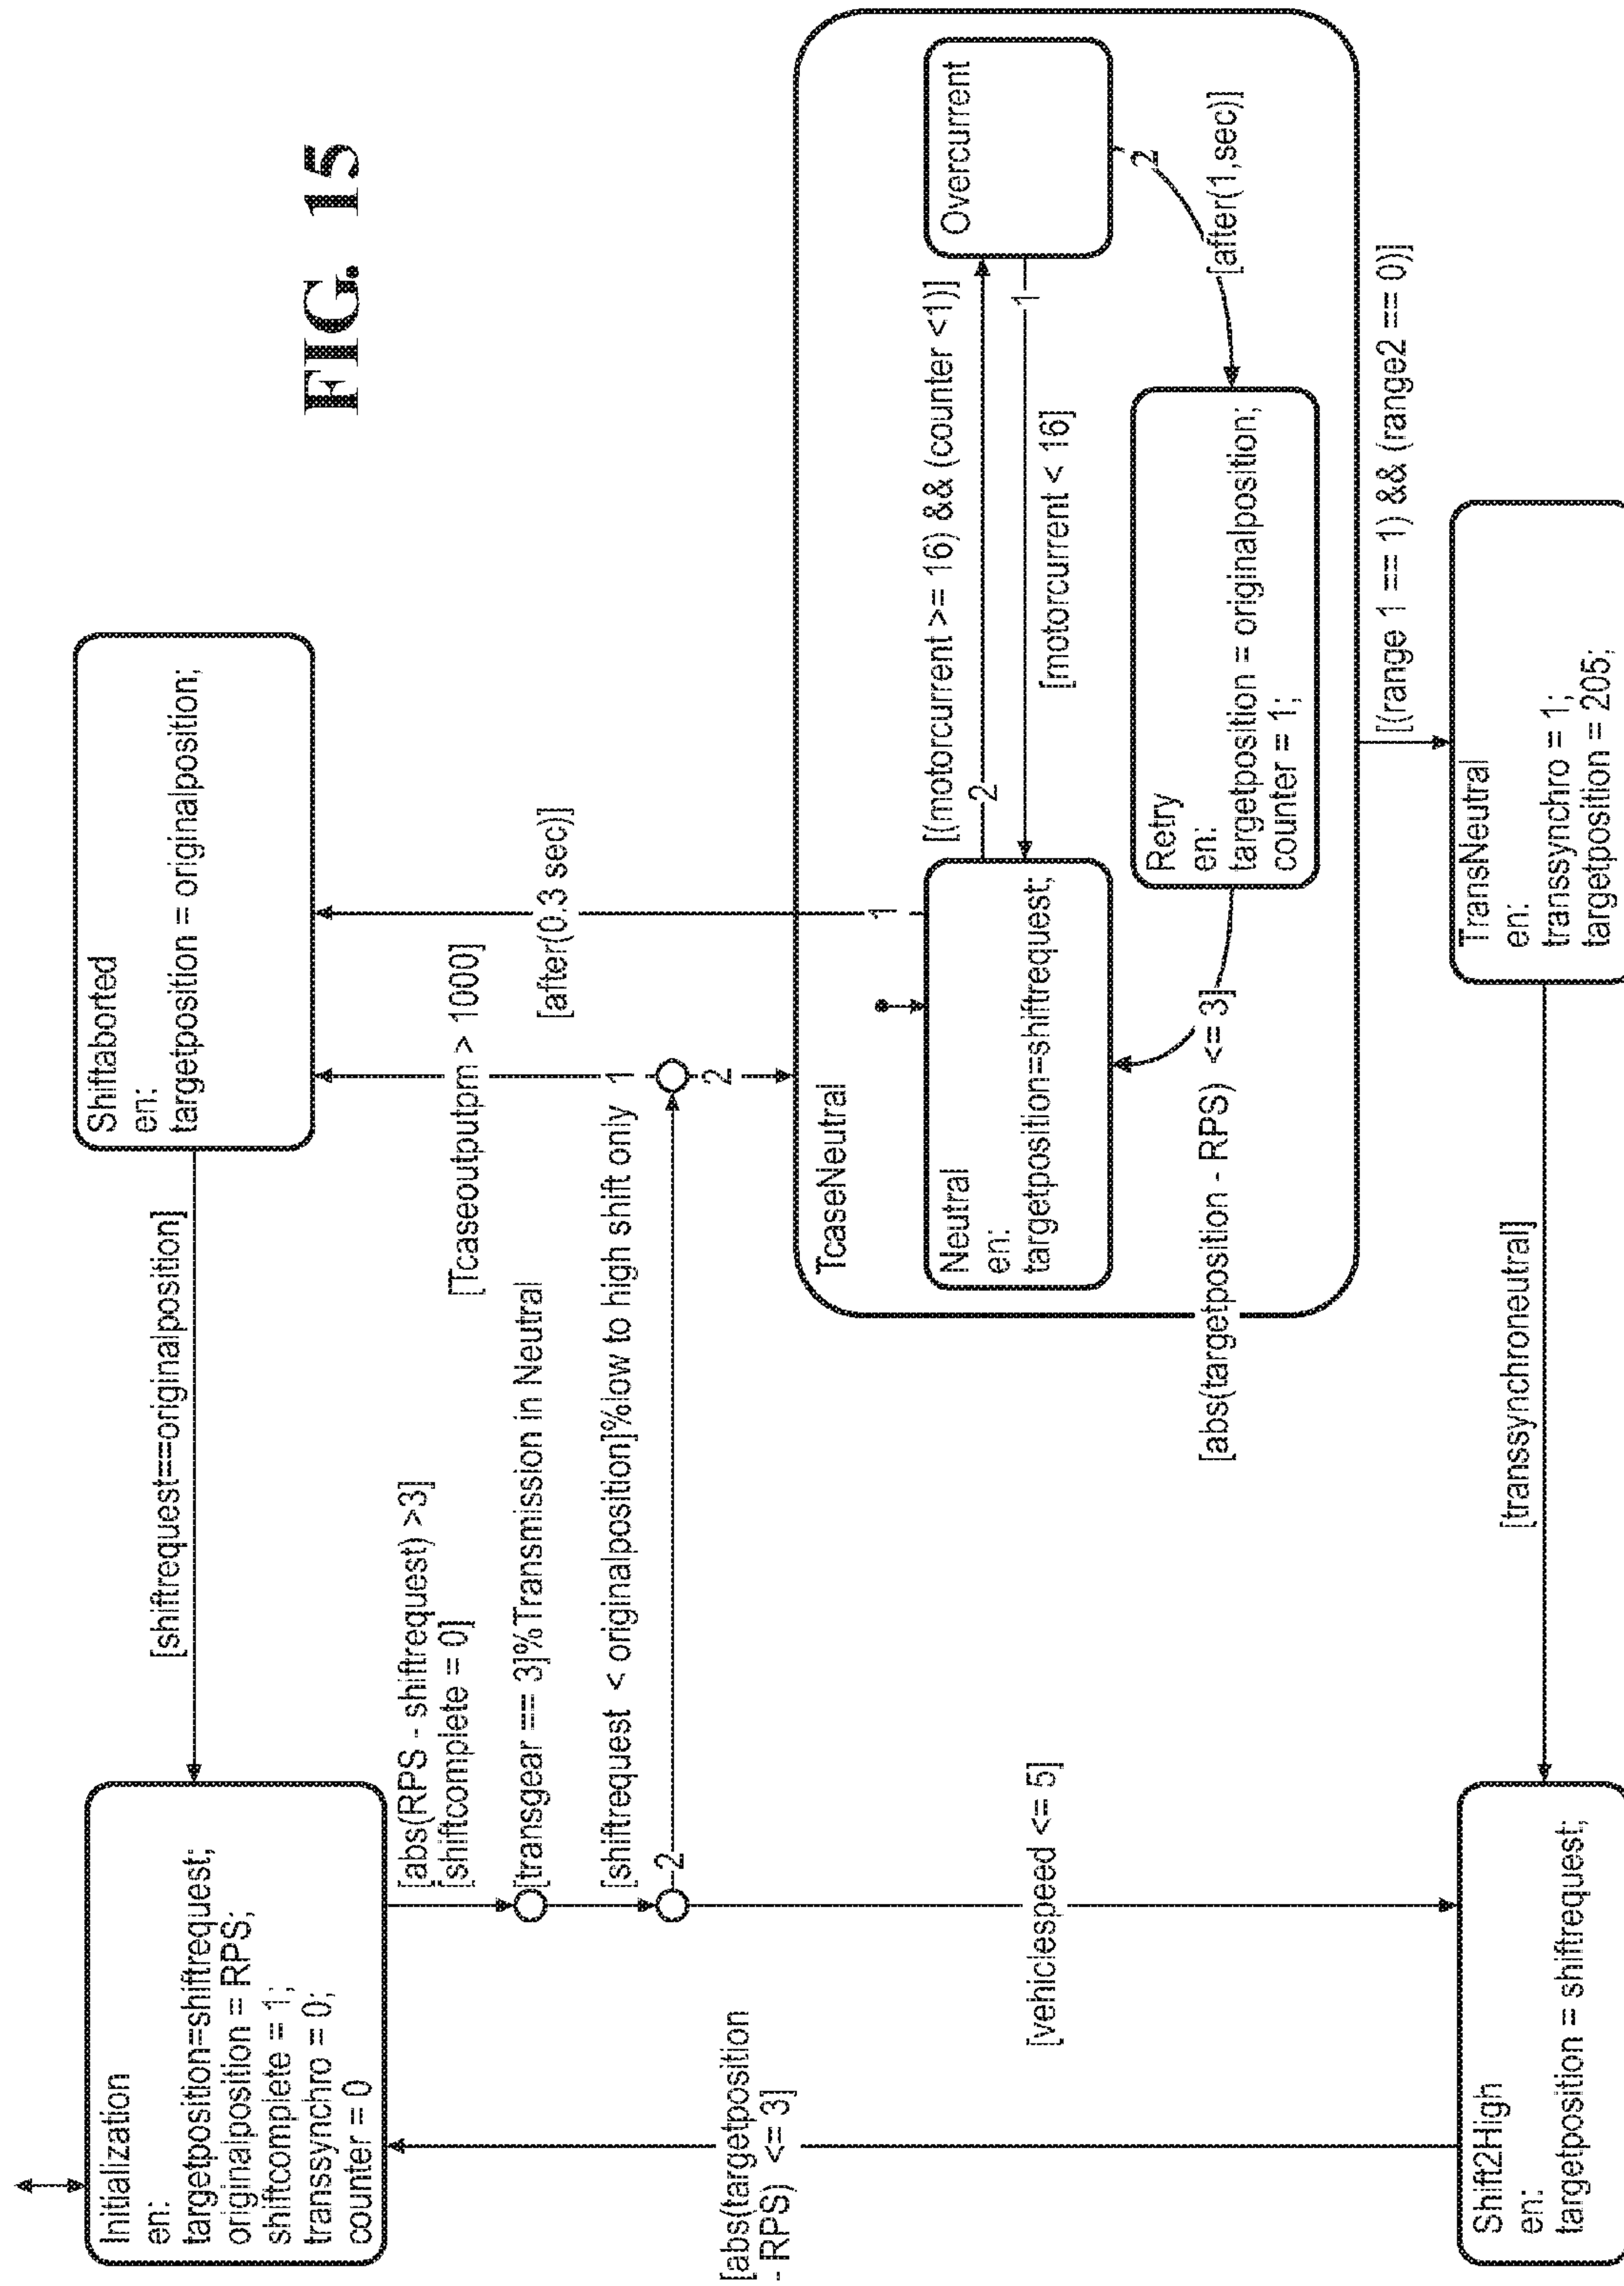 FIG. 15
Initialization
en:
targetposition=shiftrequest;
originalposition = RPS;
shiftcomplete = 1;
transsynchro = 0;
counter = 0
[shiftrequest==originalposition]
Shiftaborted
en:
targetposition = originalposition;
[abs(RPS - shiftrequest) >3]
[shiftcomplete = 0]
[transgear == 3]%Transmission in Neutral
[shiftrequest < originalposition]%low to high shift only
2
[Tcaseoutputpm > 1000]
1
2
[after(0.3 sec)]
1
TcaseNeutral
Neutral
en:
targetposition=shiftrequest;
2
[(motorcurrent >= 16) && (counter <1)]
1
[motorcurrent < 16]
Overcurrent
2
[after(1,sec)]
Retry
en:
targetposition = originalposition;
counter = 1;
[abs(targetposition - RPS) <= 3]
[(range 1 == 1) && (range2 == 0)]
TransNeutral
en:
transsynchro = 1;
targetposition = 205;
[transsynchroneutral]
[vehiclespeed <= 5]
[abs(targetposition
- RPS) <= 3]
Shift2High
en:
targetposition = shiftrequest;